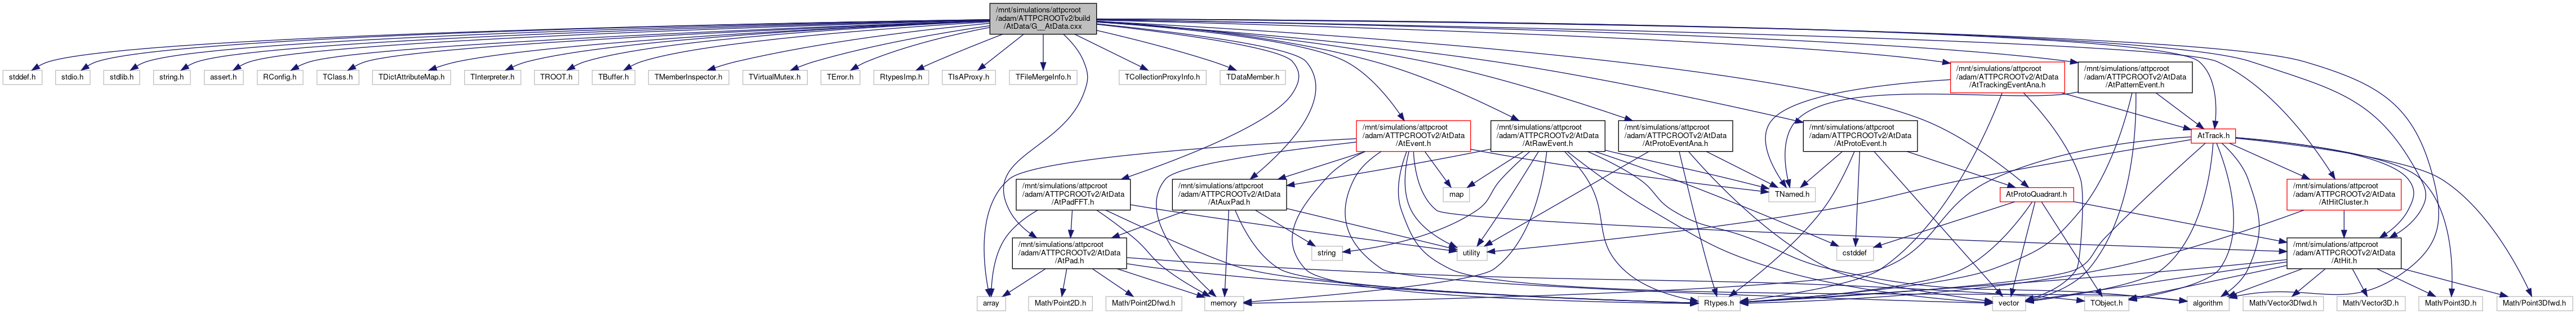 /mnt/simulations/attpcroot
/adam/ATTPCROOTv2/build
/AtData/G__AtData.cxx
stddef.h
stdio.h
stdlib.h
string.h
assert.h
RConfig.h
TClass.h
TDictAttributeMap.h
TInterpreter.h
TROOT.h
TBuffer.h
TMemberInspector.h
TVirtualMutex.h
TError.h
RtypesImp.h
TIsAProxy.h
TFileMergeInfo.h
TCollectionProxyInfo.h
TDataMember.h
/mnt/simulations/attpcroot
/adam/ATTPCROOTv2/AtData
/AtTrackingEventAna.h
/mnt/simulations/attpcroot
/adam/ATTPCROOTv2/AtData
/AtPatternEvent.h
/mnt/simulations/attpcroot
/adam/ATTPCROOTv2/AtData
/AtEvent.h
/mnt/simulations/attpcroot
/adam/ATTPCROOTv2/AtData
/AtRawEvent.h
/mnt/simulations/attpcroot
/adam/ATTPCROOTv2/AtData
/AtProtoEventAna.h
/mnt/simulations/attpcroot
/adam/ATTPCROOTv2/AtData
/AtProtoEvent.h
AtTrack.h
/mnt/simulations/attpcroot
/adam/ATTPCROOTv2/AtData
/AtPadFFT.h
/mnt/simulations/attpcroot
/adam/ATTPCROOTv2/AtData
/AtAuxPad.h
map
TNamed.h
AtProtoQuadrant.h
/mnt/simulations/attpcroot
/adam/ATTPCROOTv2/AtData
/AtHitCluster.h
/mnt/simulations/attpcroot
/adam/ATTPCROOTv2/AtData
/AtPad.h
string
utility
cstddef
/mnt/simulations/attpcroot
/adam/ATTPCROOTv2/AtData
/AtHit.h
array
Math/Point2D.h
Math/Point2Dfwd.h
memory
Rtypes.h
vector
TObject.h
algorithm
Math/Vector3Dfwd.h
Math/Vector3D.h
Math/Point3D.h
Math/Point3Dfwd.h